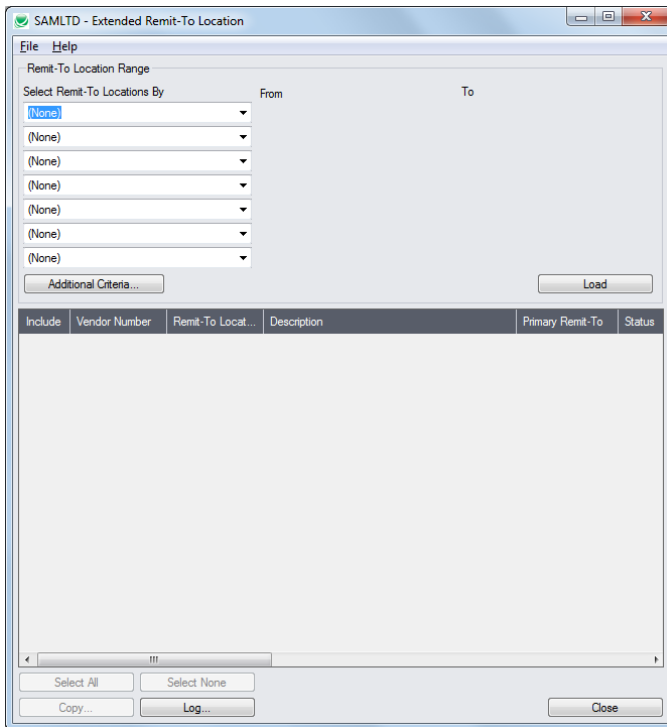 SAMLTD - Extended Remit-To Location
File Help
Remit-To Location Range
Select Remit-To Locations By From To
(None)
(None)
(None)
(None)
(None)
(None)
(None)
Additional Criteria... Load
Include Vendor Number Remit-To Locat... Description Primary Remit-To Status
Select All Select None
Copy... Log... Close